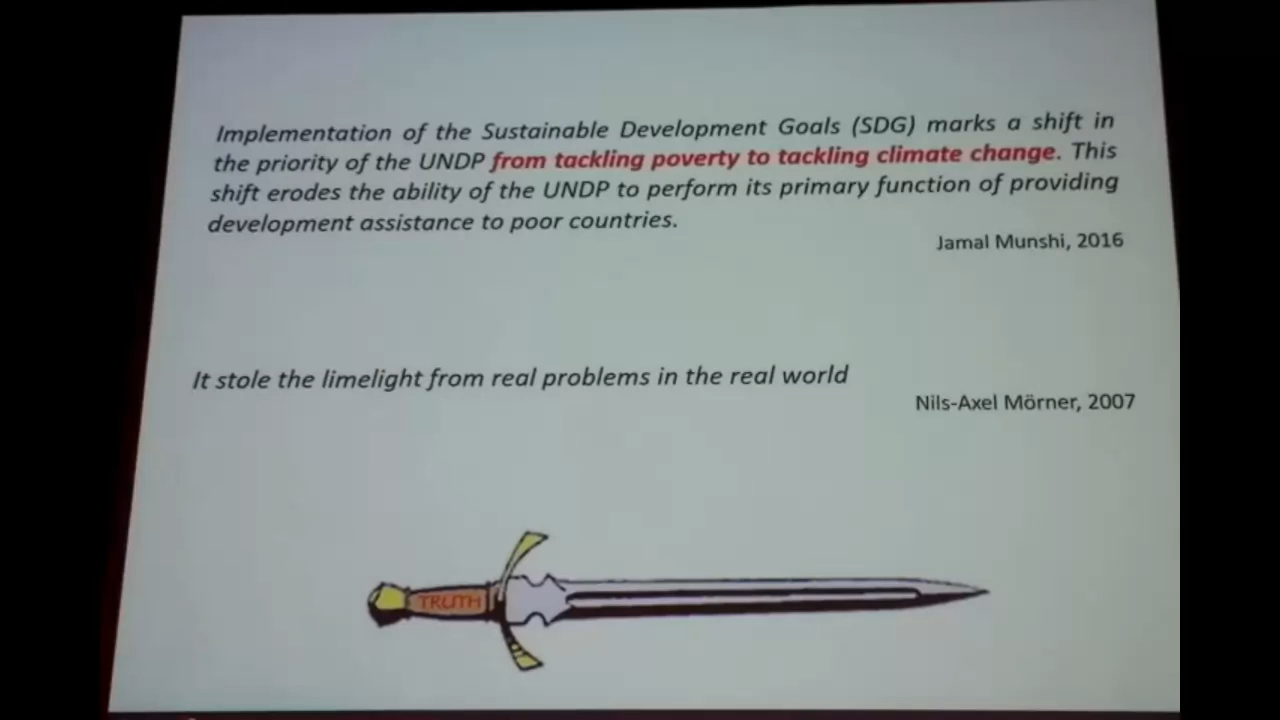 Implementation of the Sustainable Development Goals (SDG) marks a shift in
the priority of the UNDP from tackling poverty to tackling climate change. This
shift erodes the ability of the UNDP to perform its primary function of providing
development assistance to poor countries.
Jamal Munshi, 2016
It stole the limelight from real problems in the real world
Nils-Axel Mörner, 2007
TRUTH